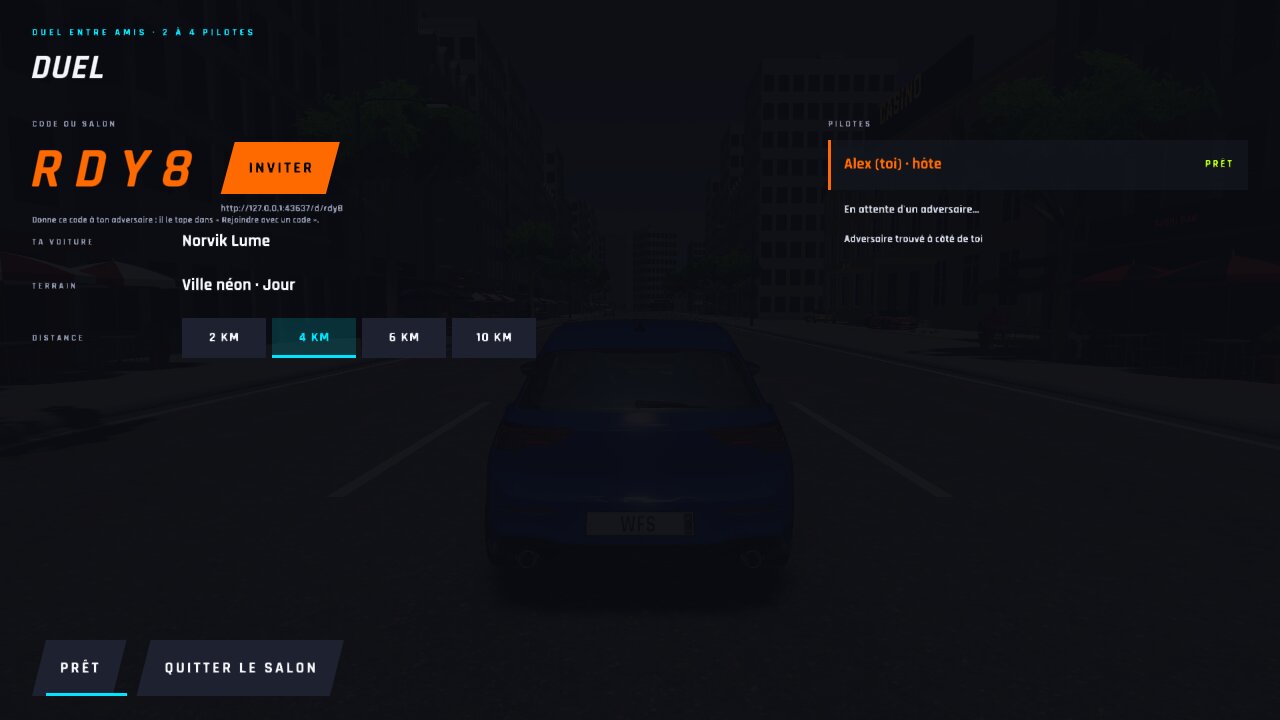 DUEL ENTRE AMIS · 2 À 4 PILOTES
DUEL
CODE DU SALON
RDY8
INVITER
http://127.0.0.1:43637/d/rdy8
Donne ce code à ton adversaire : il le tape dans « Rejoindre avec un code ».
TA VOITURE
Norvik Lume
TERRAIN
Ville néon · Jour
DISTANCE
2 KM
4 KM
6 KM
10 KM
PILOTES
Alex (toi) · hôte
PRÊT
En attente d'un adversaire…
Adversaire trouvé à côté de toi
CASINO
WFS
PRÊT
QUITTER LE SALON